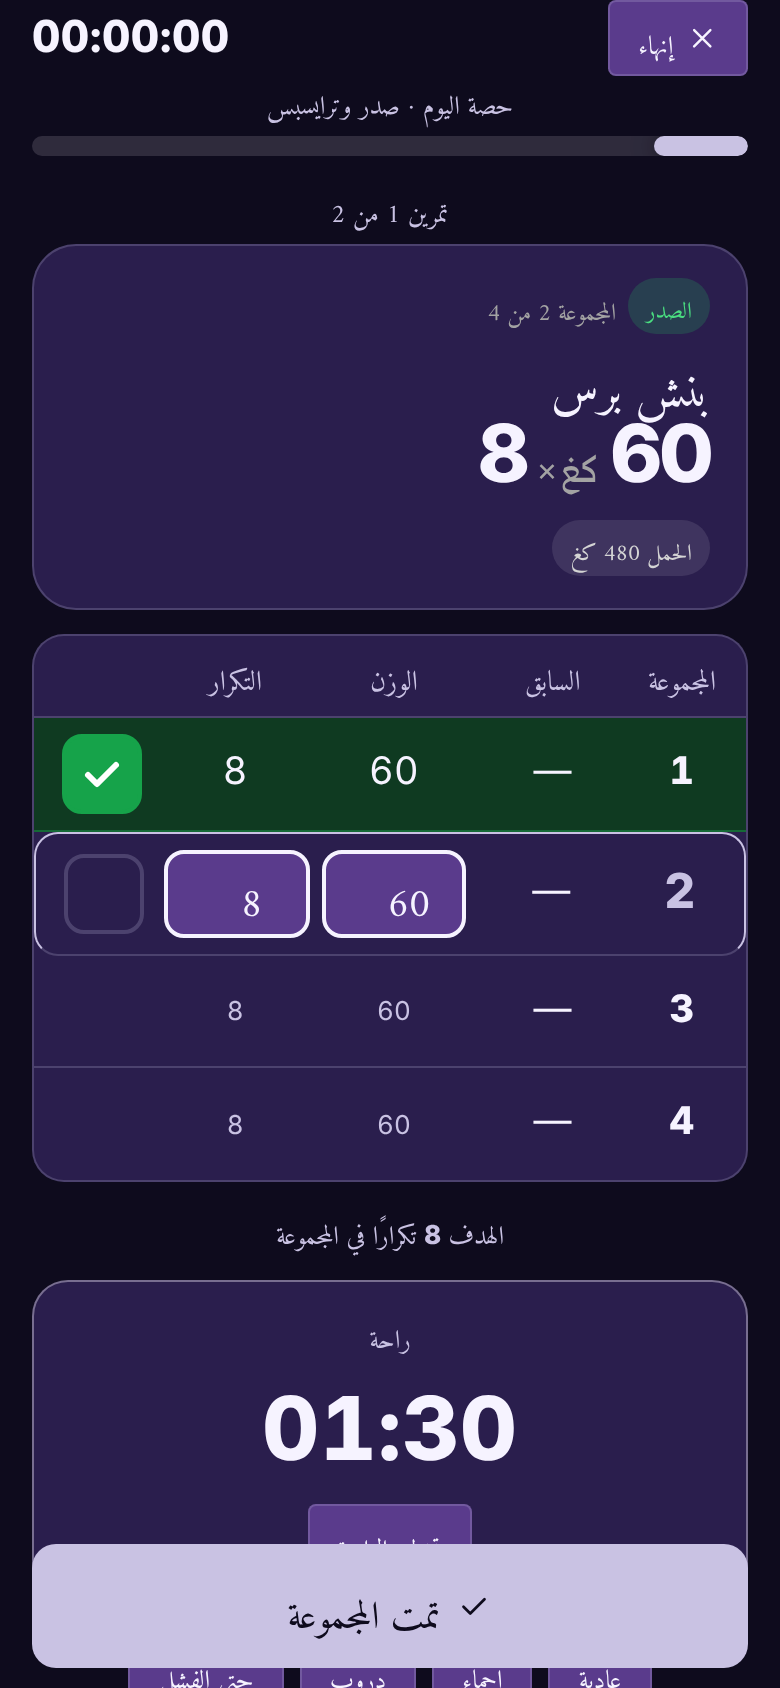 إنهاء 00:00:00
حصة اليوم · صدر وترايسبس
تمرين 1 من 2
الصدر المجموعة 2 من 4
بنش برس
60 كغ × 8
الحمل 480 كغ
المجموعة السابق الوزن التكرار
1 — 60 8
2 — 60 8
3 — 60 8
4 — 60 8
الهدف 8 تكرارًا في المجموعة
راحة
01:30
تمت المجموعة
عادية إحماء دروب حتى الفشل